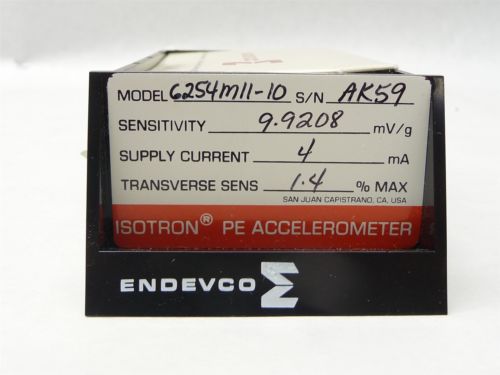 MODEL 6254M11-10 S/N AK59
SENSITIVITY 9.9208 mV/g
SUPPLY CURRENT 4 mA
TRANSVERSE SENS 1.4 % MAX
SAN JUAN CAPISTRANO, CA, USA
ISOTRON® PE ACCELEROMETER
ENDEVCO